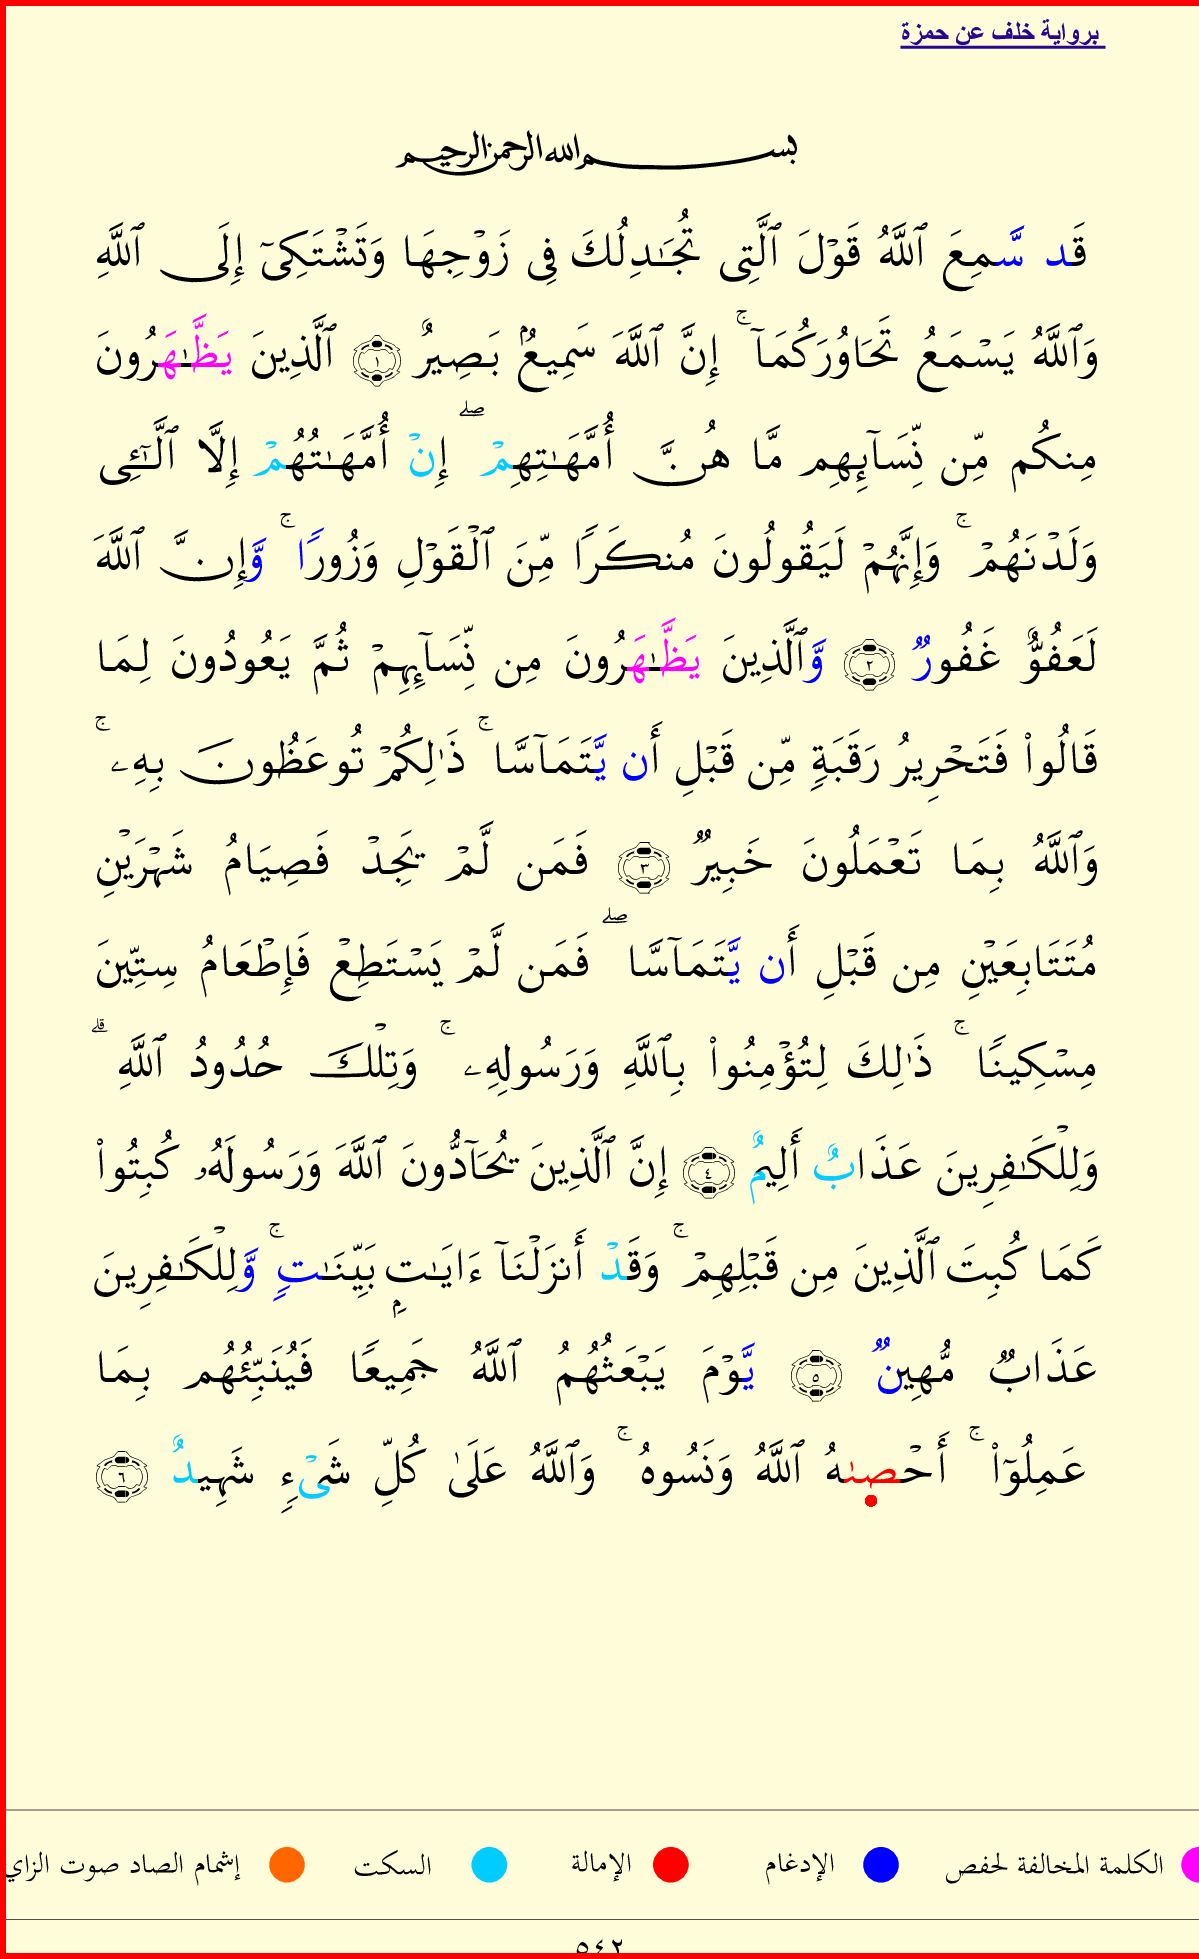 برواية خلف عن حمزة
بسم الله الرحمن الرحيم
قَد سَّمِعَ ٱللَّهُ قَوۡلَ ٱلَّتِي تُجَٰدِلُكَ فِي زَوۡجِهَا وَتَشۡتَكِيٓ إِلَى ٱللَّهِ
وَٱللَّهُ يَسۡمَعُ تَحَاوُرَكُمَآۚ إِنَّ ٱللَّهَ سَمِيعُۢ بَصِيرٌ ١ ٱلَّذِينَ يَظَّٰهَرُونَ
مِنكُم مِّن نِّسَآئِهِم مَّا هُنَّ أُمَّهَٰتِهِمۡۖ إِنۡ أُمَّهَٰتُهُمۡ إِلَّا ٱلَّٰٓـِٔي
وَلَدۡنَهُمۡۚ وَإِنَّهُمۡ لَيَقُولُونَ مُنكَرٗا مِّنَ ٱلۡقَوۡلِ وَزُورٗاۚ وَّإِنَّ ٱللَّهَ
لَعَفُوٌّ غَفُورٞ ٢ وَّٱلَّذِينَ يَظَّٰهَرُونَ مِن نِّسَآئِهِمۡ ثُمَّ يَعُودُونَ لِمَا
قَالُواْ فَتَحۡرِيرُ رَقَبَةٖ مِّن قَبۡلِ أَن يَّتَمَآسَّاۚ ذَٰلِكُمۡ تُوعَظُونَ بِهِۦۚ
وَٱللَّهُ بِمَا تَعۡمَلُونَ خَبِيرٞ ٣ فَمَن لَّمۡ يَجِدۡ فَصِيَامُ شَهۡرَيۡنِ
مُتَتَابِعَيۡنِ مِن قَبۡلِ أَن يَّتَمَآسَّاۖ فَمَن لَّمۡ يَسۡتَطِعۡ فَإِطۡعَامُ سِتِّينَ
مِسۡكِينٗاۚ ذَٰلِكَ لِتُؤۡمِنُواْ بِٱللَّهِ وَرَسُولِهِۦۚ وَتِلۡكَ حُدُودُ ٱللَّهِۗ
وَلِلۡكَٰفِرِينَ عَذَابٌ أَلِيمٌ ٤ إِنَّ ٱلَّذِينَ يُحَآدُّونَ ٱللَّهَ وَرَسُولَهُۥ كُبِتُواْ
كَمَا كُبِتَ ٱلَّذِينَ مِن قَبۡلِهِمۡۚ وَقَدۡ أَنزَلۡنَآ ءَايَٰتِۭ بَيِّنَٰتٖۚ وَّلِلۡكَٰفِرِينَ
عَذَابٞ مُّهِينٞ ٥ يَّوۡمَ يَبۡعَثُهُمُ ٱللَّهُ جَمِيعٗا فَيُنَبِّئُهُم بِمَا
عَمِلُوٓاْۚ أَحۡصىٰهُ ٱللَّهُ وَنَسُوهُۚ وَٱللَّهُ عَلَىٰ كُلِّ شَيۡءٖ شَهِيدٌ ٦
الكلمة المخالفة لحفص الإدغام الإمالة السكت إشمام الصاد صوت الزاي
٥٤٢